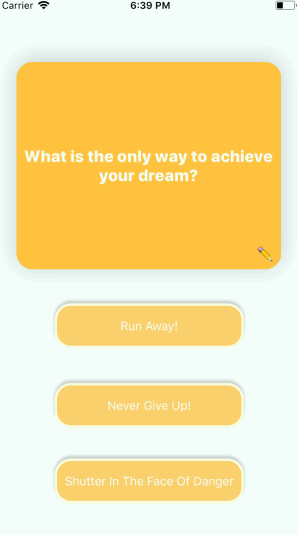 Carrier 6:39 PM
What is the only way to achieve
your dream?
Run Away!
Never Give Up!
Shutter In The Face Of Danger